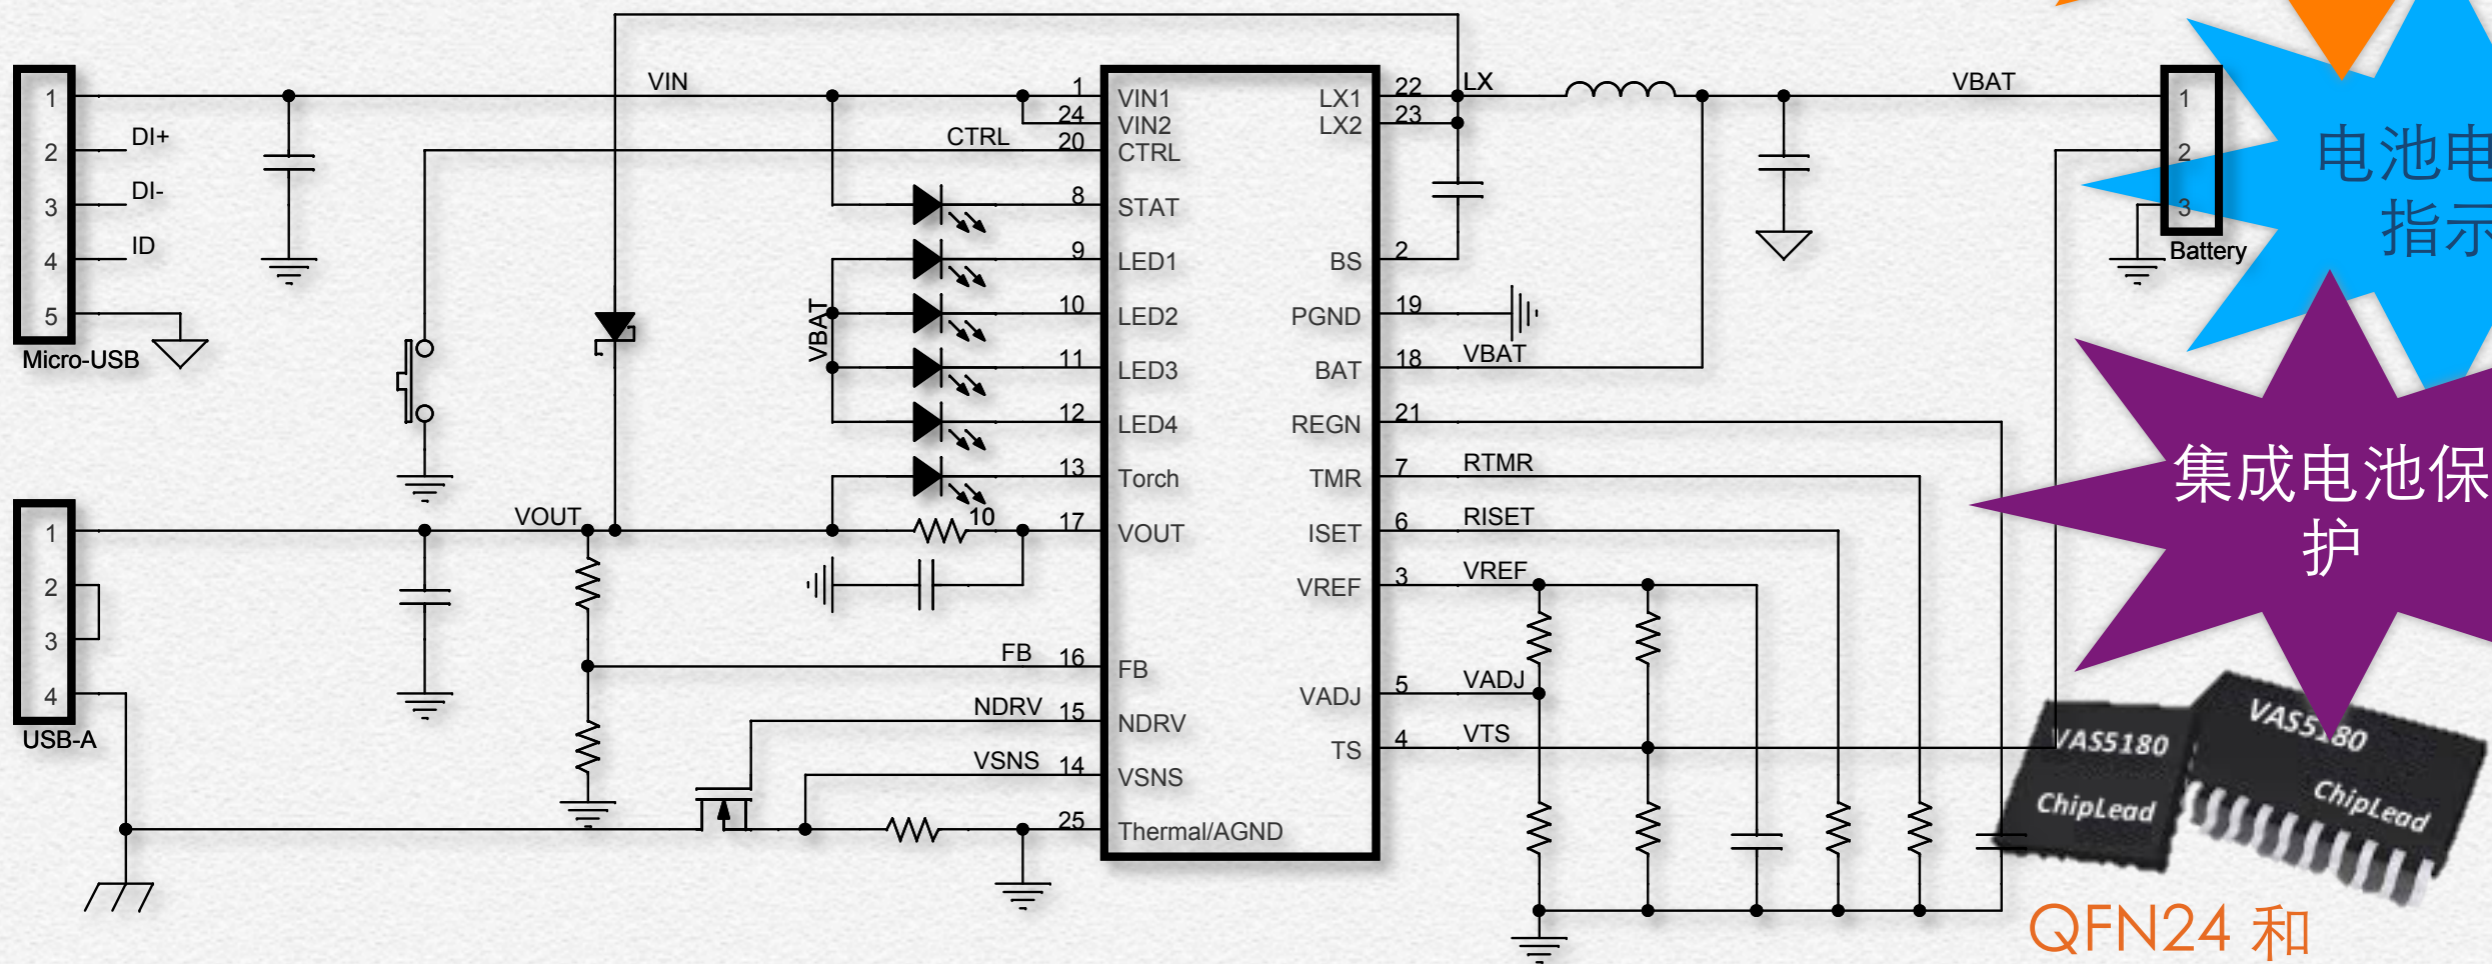 VIN
1
2
3
4
5
DI+
DI-
ID
Micro-USB
1
2
3
4
USB-A
VOUT
CTRL
VBAT
10
FB
NDRV
VSNS
1 VIN1
24 VIN2
20 CTRL
8 STAT
9 LED1
10 LED2
11 LED3
12 LED4
13 Torch
17 VOUT
16 FB
15 NDRV
14 VSNS
25 Thermal/AGND
LX1 22 LX
LX2 23
BS 2
PGND 19
BAT 18 VBAT
REGN 21
TMR 7 RTMR
ISET 6 RISET
VREF 3 VREF
VADJ 5 VADJ
TS 4 VTS
VBAT
1
2
3
Battery
电池电
指示
集成电池保
护
VAS5180
ChipLead
VAS5180
ChipLead
QFN24 和